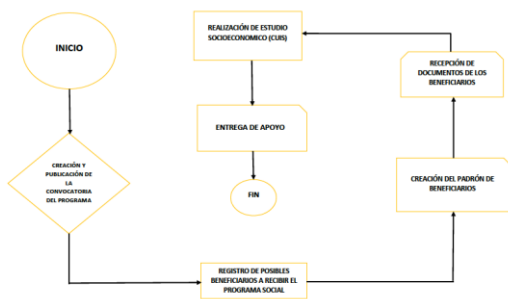 INICIO
CREACIÓN Y
PUBLICACIÓN DE
LA
CONVOCATORIA
DEL PROGRAMA
REGISTRO DE POSIBLES
BENEFICIARIOS A RECIBIR EL
PROGRAMA SOCIAL
CREACIÓN DEL PADRÓN DE
BENEFICIARIOS
RECEPCIÓN DE
DOCUMENTOS DE LOS
BENEFICIARIOS
REALIZACIÓN DE ESTUDIO
SOCIOECONOMICO (CUIS)
ENTREGA DE APOYO
FIN